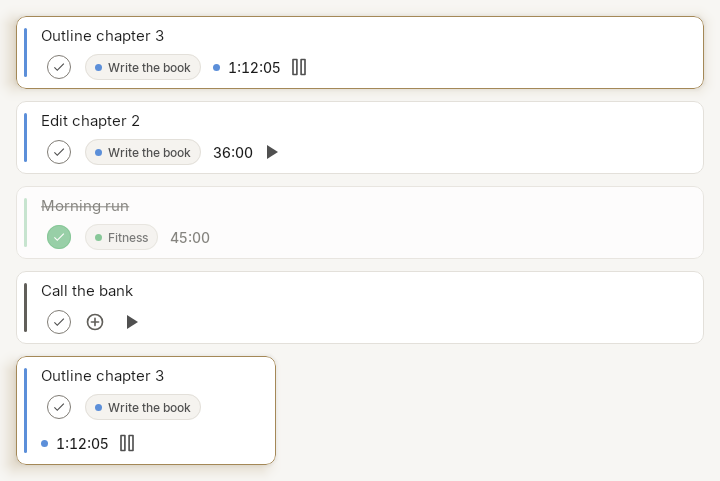 Outline chapter 3
Write the book 1:12:05
Edit chapter 2
Write the book 36:00
Morning run
Fitness 45:00
Call the bank
Outline chapter 3
Write the book
1:12:05